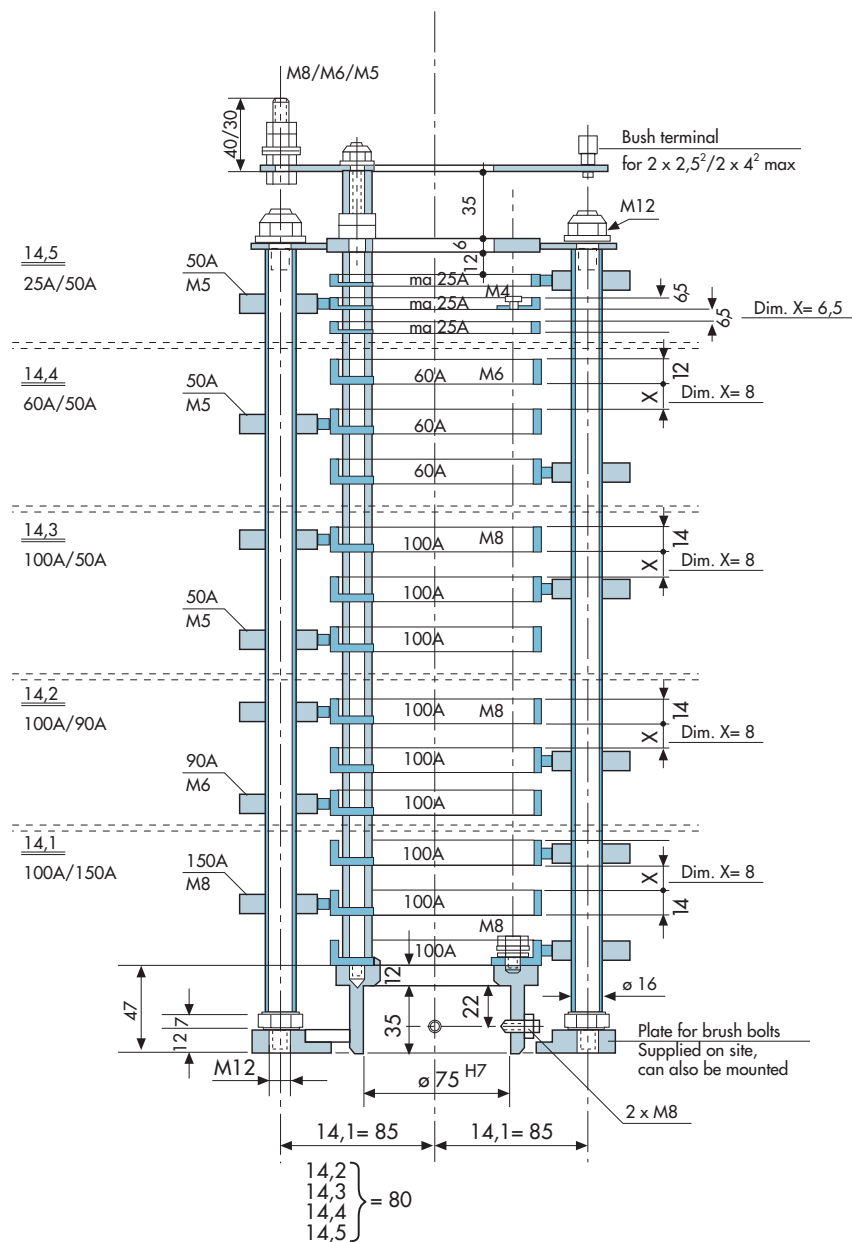 M8/M6/M5
40/30
Bush terminal
for 2 x 2,5²/2 x 4² max
35
M12
6
12
14,5
25A/50A
50A
M5
ma 25A
ma 25A
M4
ma 25A
6,5
6,5
Dim. X= 6,5
14,4
60A/50A
50A
M5
60A
M6
60A
60A
12
X
Dim. X= 8
14,3
100A/50A
50A
M5
100A
M8
100A
100A
14
X
Dim. X= 8
14,2
100A/90A
90A
M6
100A
M8
100A
100A
14
X
Dim. X= 8
14,1
100A/150A
150A
M8
100A
100A
M8
100A
X
14
Dim. X= 8
47
7
12
M12
12
35
22
ø 16
Plate for brush bolts
Supplied on site,
can also be mounted
ø 75 H7
2 x M8
14,1= 85
14,1= 85
14,2
14,3
14,4
14,5
= 80